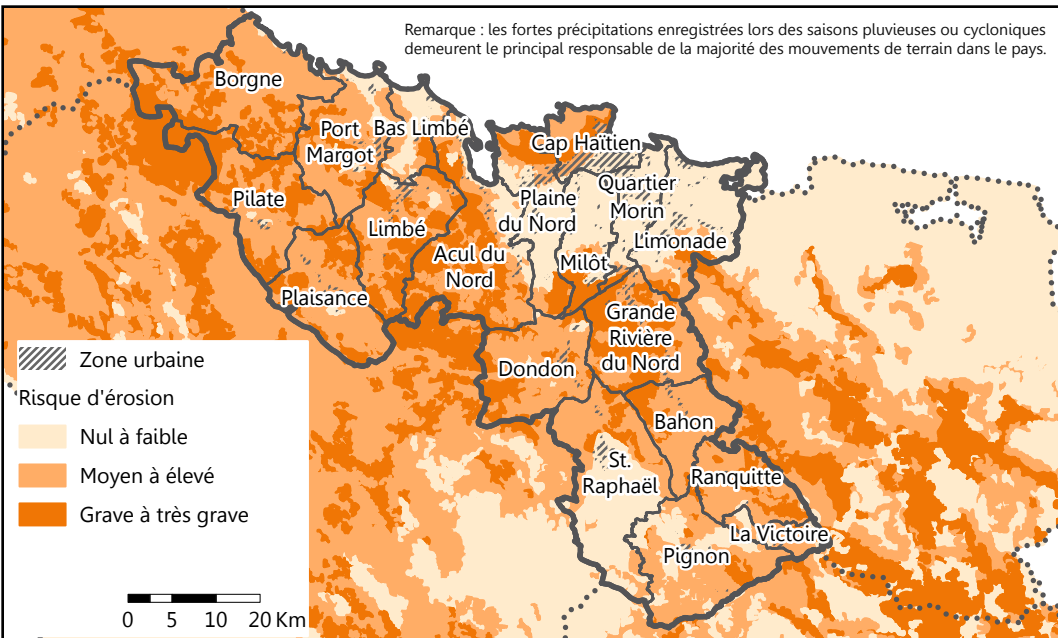 Remarque : les fortes précipitations enregistrées lors des saisons pluvieuses ou cycloniques
demeurent le principal responsable de la majorité des mouvements de terrain dans le pays.
Borgne
Port
Margot
Bas Limbé
Cap Haïtien
Pilate
Limbé
Plaine
du Nord
Quartier
Morin
Limonade
Acul du
Nord
Milôt
Plaisance
Grande
Rivière
du Nord
Dondon
Bahon
St.
Raphaël
Ranquitte
La Victoire
Pignon
Zone urbaine
Risque d'érosion
Nul à faible
Moyen à élevé
Grave à très grave
0 5 10 20 Km